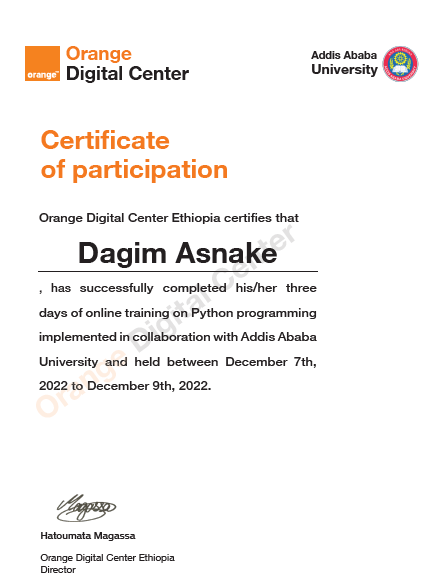 Orange
Digital Center
orange™
Addis Ababa
University
Certificate
of participation
Orange Digital Center Ethiopia certifies that
Dagim Asnake
, has successfully completed his/her three
days of online training on Python programming
implemented in collaboration with Addis Ababa
University and held between December 7th,
2022 to December 9th, 2022.
Orange Digital Center
Magassa
Hatoumata Magassa
Orange Digital Center Ethiopia
Director